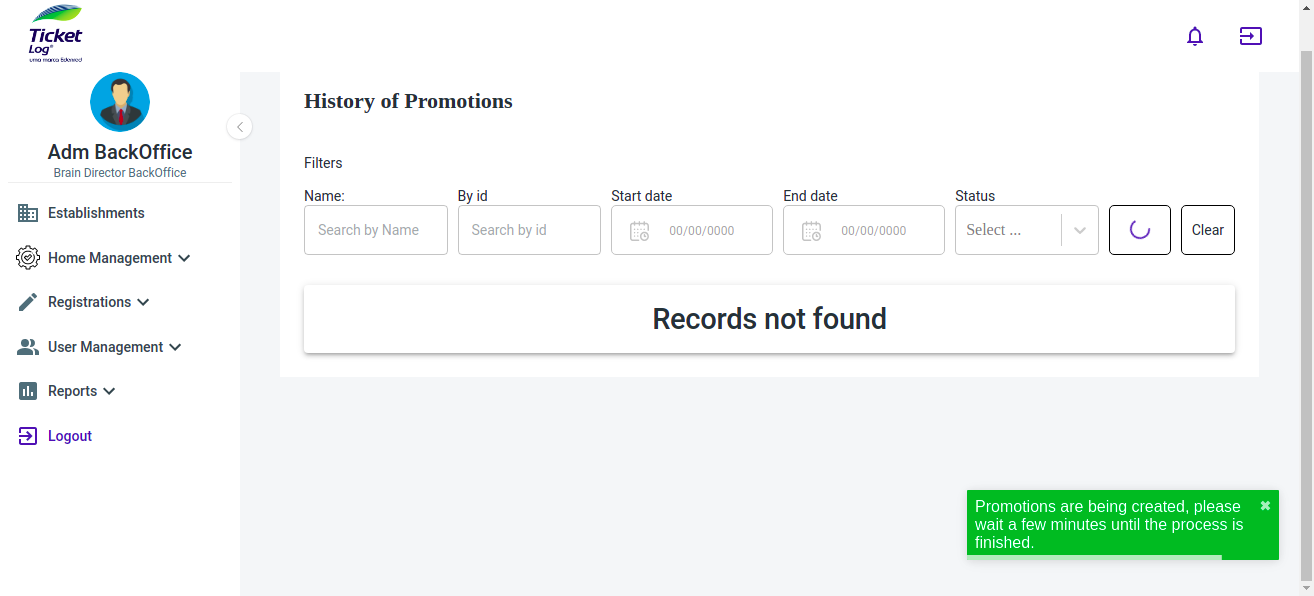 Ticket
Log®
uma marca Edenred
Adm BackOffice
Brain Director BackOffice
Establishments
Home Management
Registrations
User Management
Reports
Logout
History of Promotions
Filters
Name: By id Start date End date Status
Search by Name Search by id 00/00/0000 00/00/0000 Select ... Clear
Records not found
Promotions are being created, please
wait a few minutes until the process is
finished.